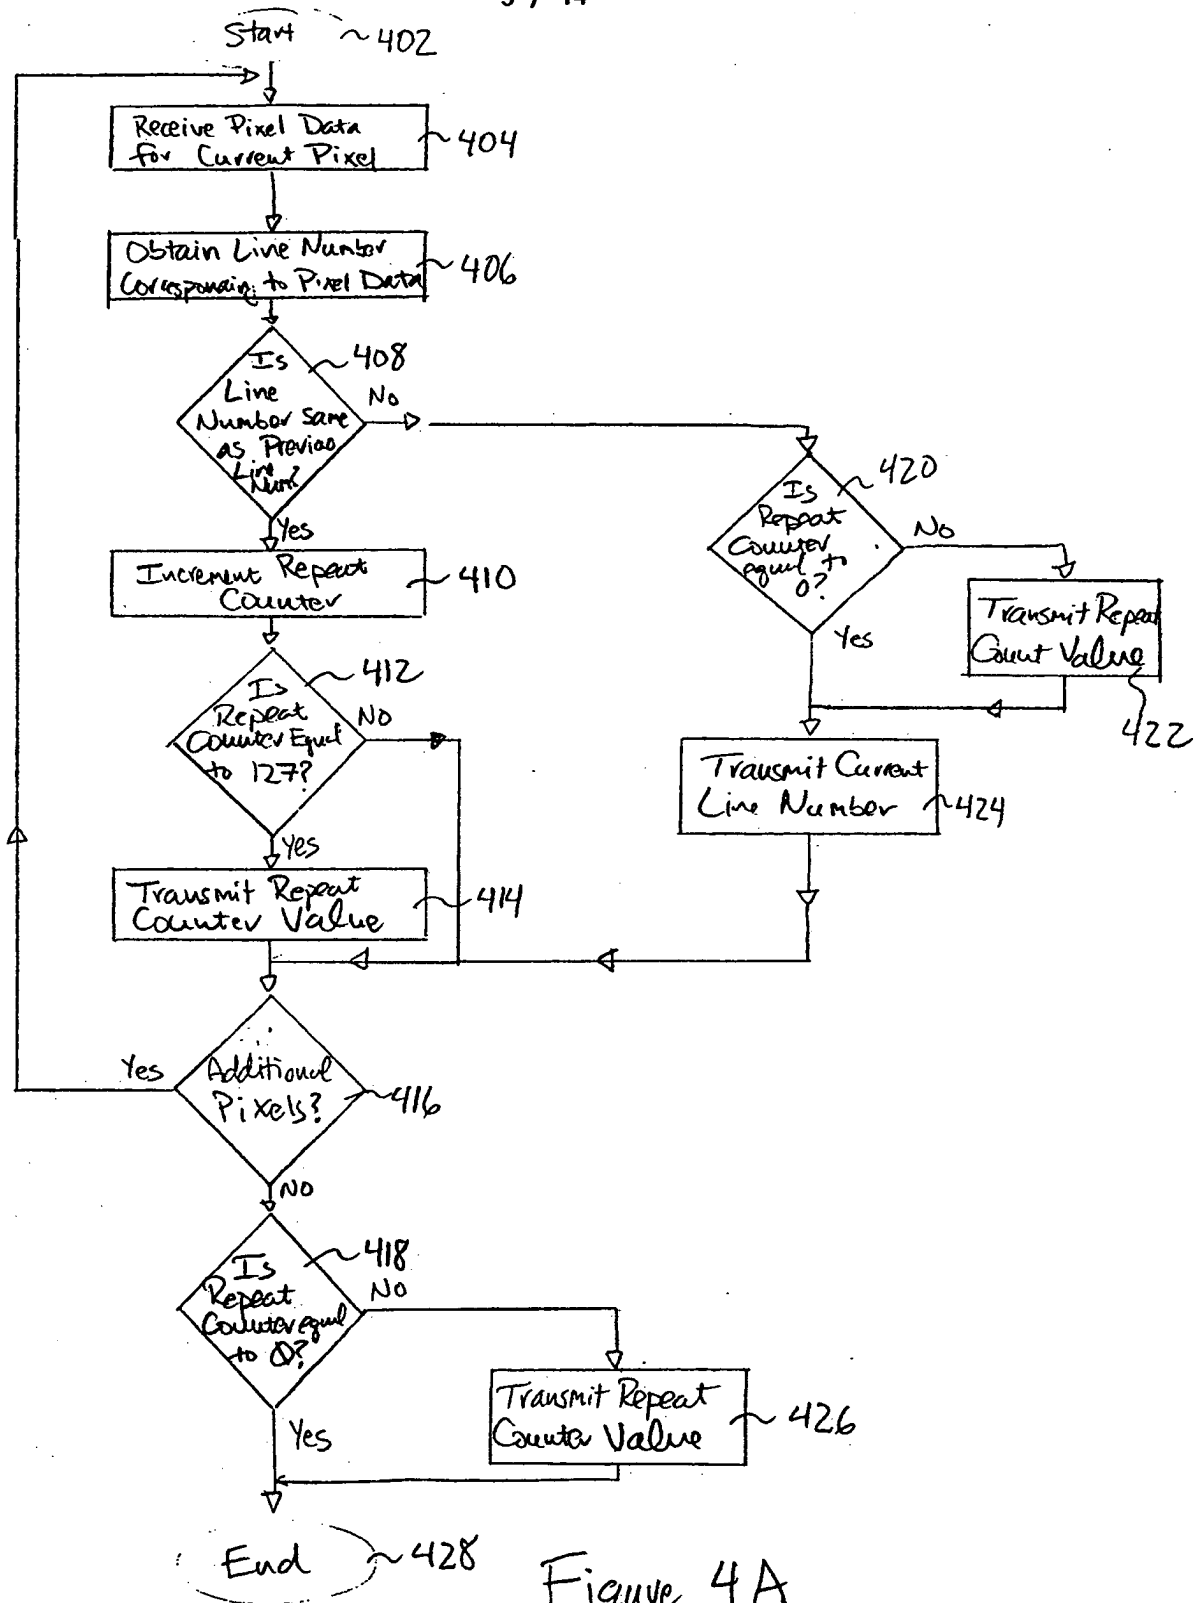 Start 402
Receive Pixel Data
for Current Pixel
404
Obtain Line Number
Corresponding to Pixel Data
406
Is
Line
Number Same
as Previou
Line
Num?
408
No
Yes
Increment Repeat
Counter
410
Is
Repeat
Counter Equal
to 127?
412
No
Yes
Transmit Repeat
Counter Value
414
Is
Repeat
Counter
equal to
0?
420
No
Yes
Transmit Repeat
Count Value
422
Transmit Current
Line Number
424
Additional
Pixels?
416
Yes
No
Is
Repeat
Counter equal
to 0?
418
No
Yes
Transmit Repeat
Counter Value
426
End 428
Figure 4A